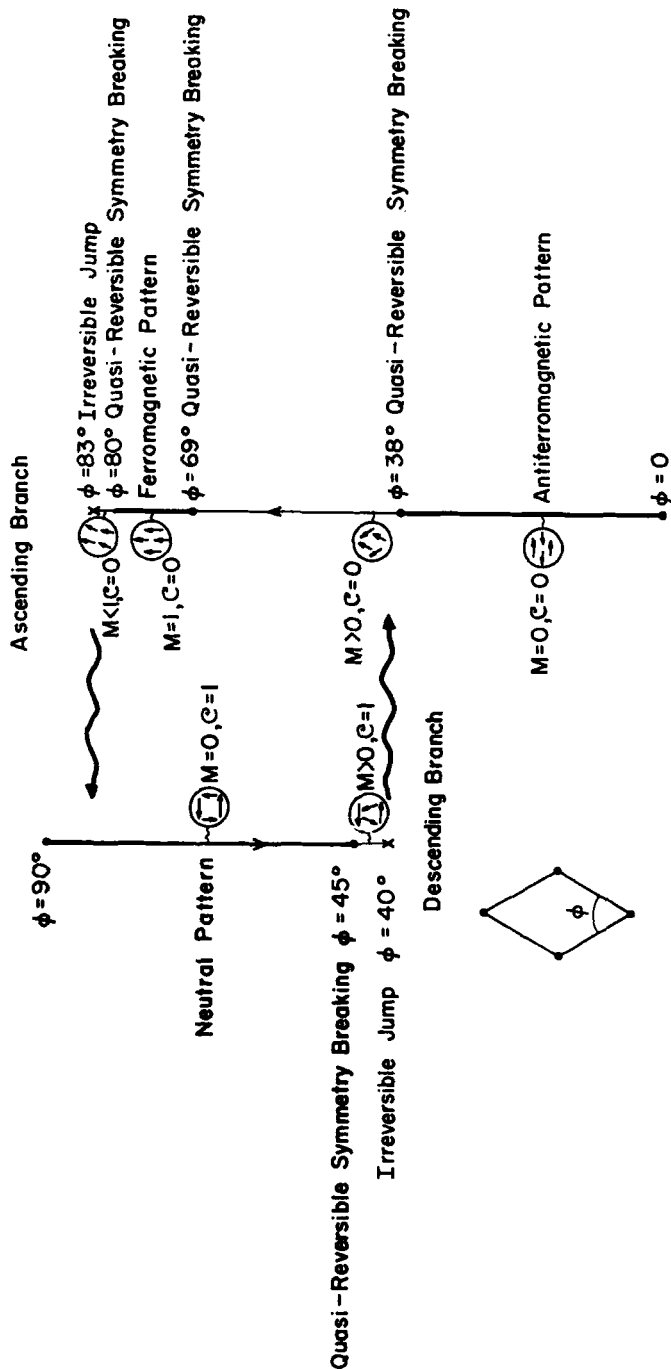 Ascending Branch
φ=83° Irreversible Jump
φ=80° Quasi-Reversible Symmetry Breaking
M<1,C=0
Ferromagnetic Pattern
M=1, C=0
φ=69° Quasi-Reversible Symmetry Breaking
M>0, C=0
φ=38° Quasi-Reversible Symmetry Breaking
Antiferromagnetic Pattern
M=0, C=0
φ=0
φ=90°
M=0, C=1
Neutral Pattern
M>0, C=1
Quasi-Reversible Symmetry Breaking φ=45°
Irreversible Jump φ=40°
Descending Branch
φ